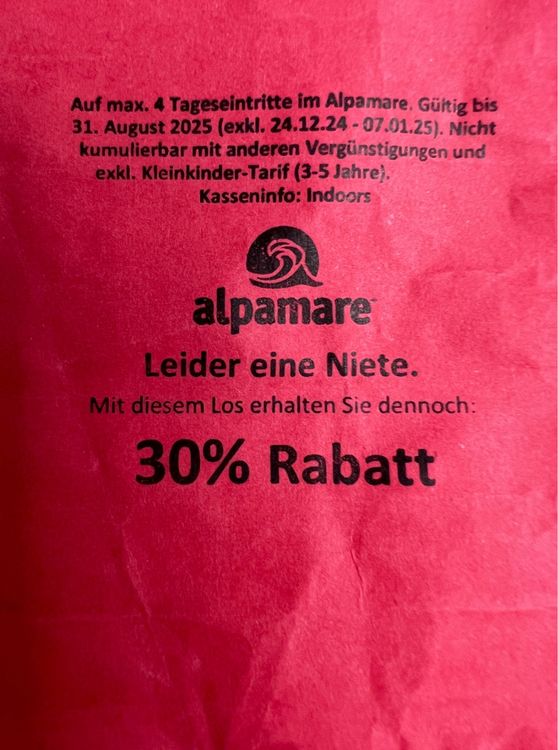 Auf max. 4 Tageseintritte im Alpamare. Gültig bis
31. August 2025 (exkl. 24.12.24 - 07.01.25). Nicht
kumulierbar mit anderen Vergünstigungen und
exkl. Kleinkinder-Tarif (3-5 Jahre).
Kasseninfo: Indoors
alpamare
Leider eine Niete.
Mit diesem Los erhalten Sie dennoch:
30% Rabatt